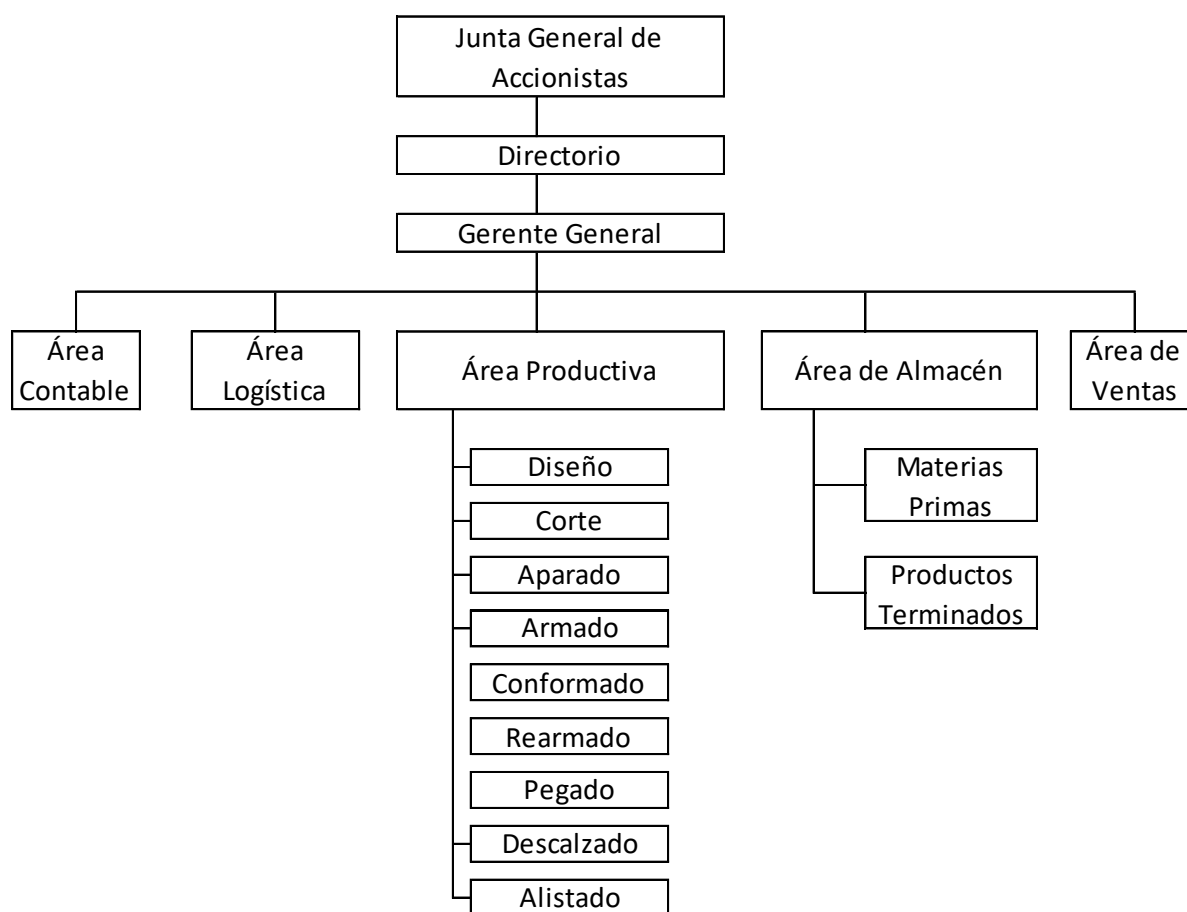 Junta General de
Accionistas
Directorio
Gerente General
Área
Contable
Área
Logística
Área Productiva
Área de Almacén
Área de
Ventas
Diseño
Corte
Aparado
Armado
Conformado
Rearmado
Pegado
Descalzado
Alistado
Materias
Primas
Productos
Terminados